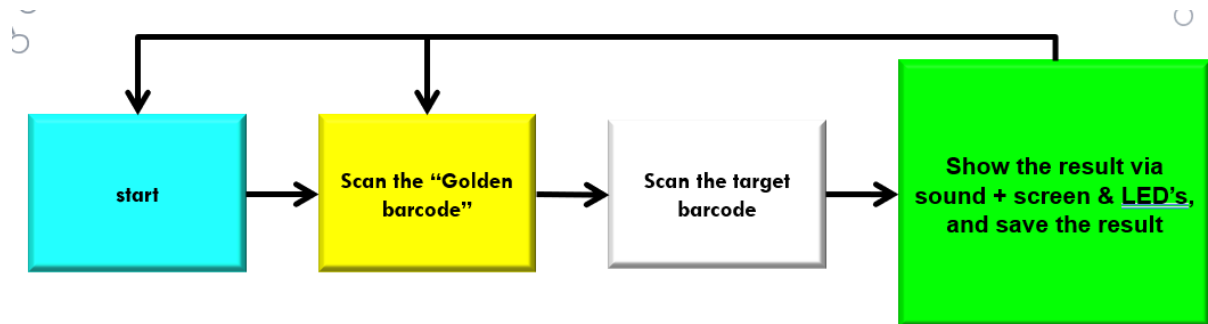 start
Scan the “Golden
barcode”
Scan the target
barcode
Show the result via
sound + screen & LED’s,
and save the result